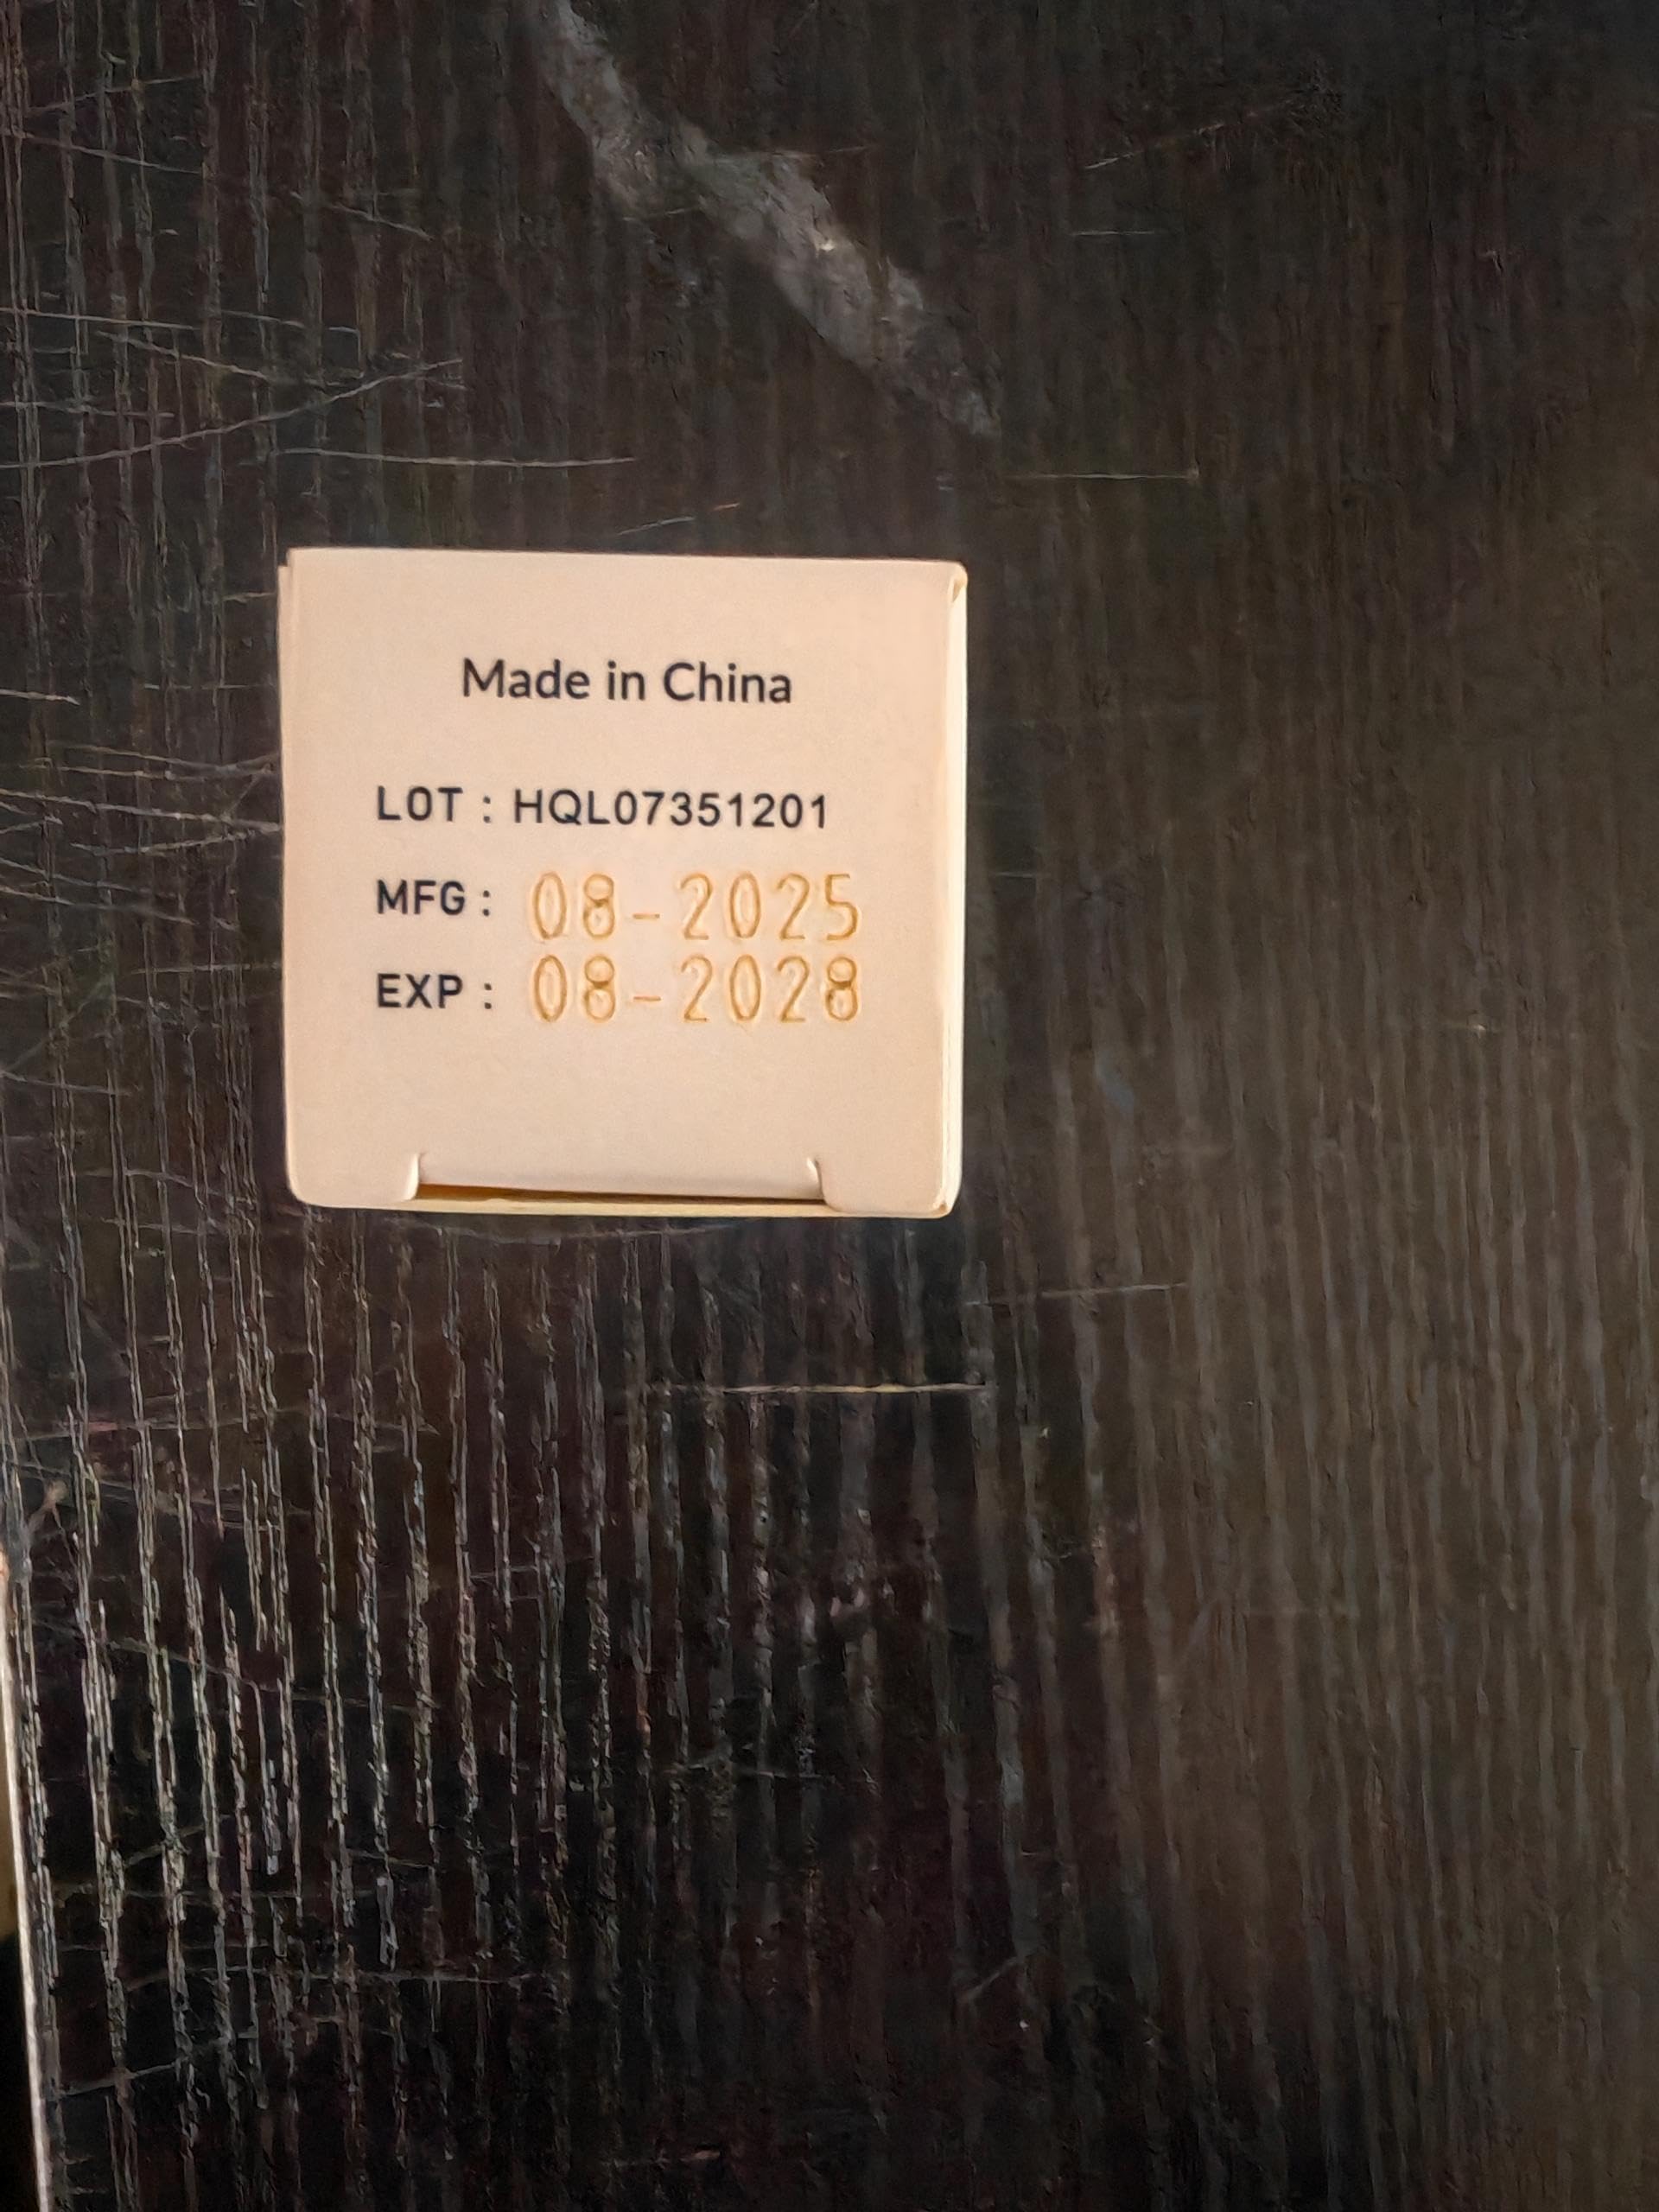 Made in China
LOT : HQL07351201
MFG : 08-2025
EXP : 08-2028